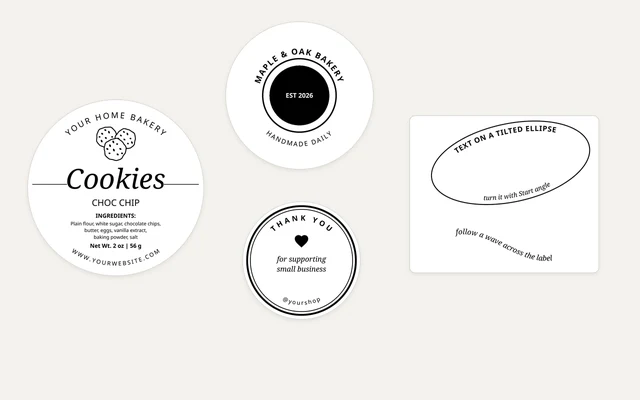 YOUR HOME BAKERY
Cookies
CHOC CHIP
INGREDIENTS:
Plain flour, white sugar, chocolate chips,
butter, eggs, vanilla extract,
baking powder, salt
Net Wt. 2 oz | 56 g
WWW.YOURWEBSITE.COM
MAPLE & OAK BAKERY
EST 2026
HANDMADE DAILY
THANK YOU
for supporting
small business
@yourshop
TEXT ON A TILTED ELLIPSE
turn it with Start angle
follow a wave across the label